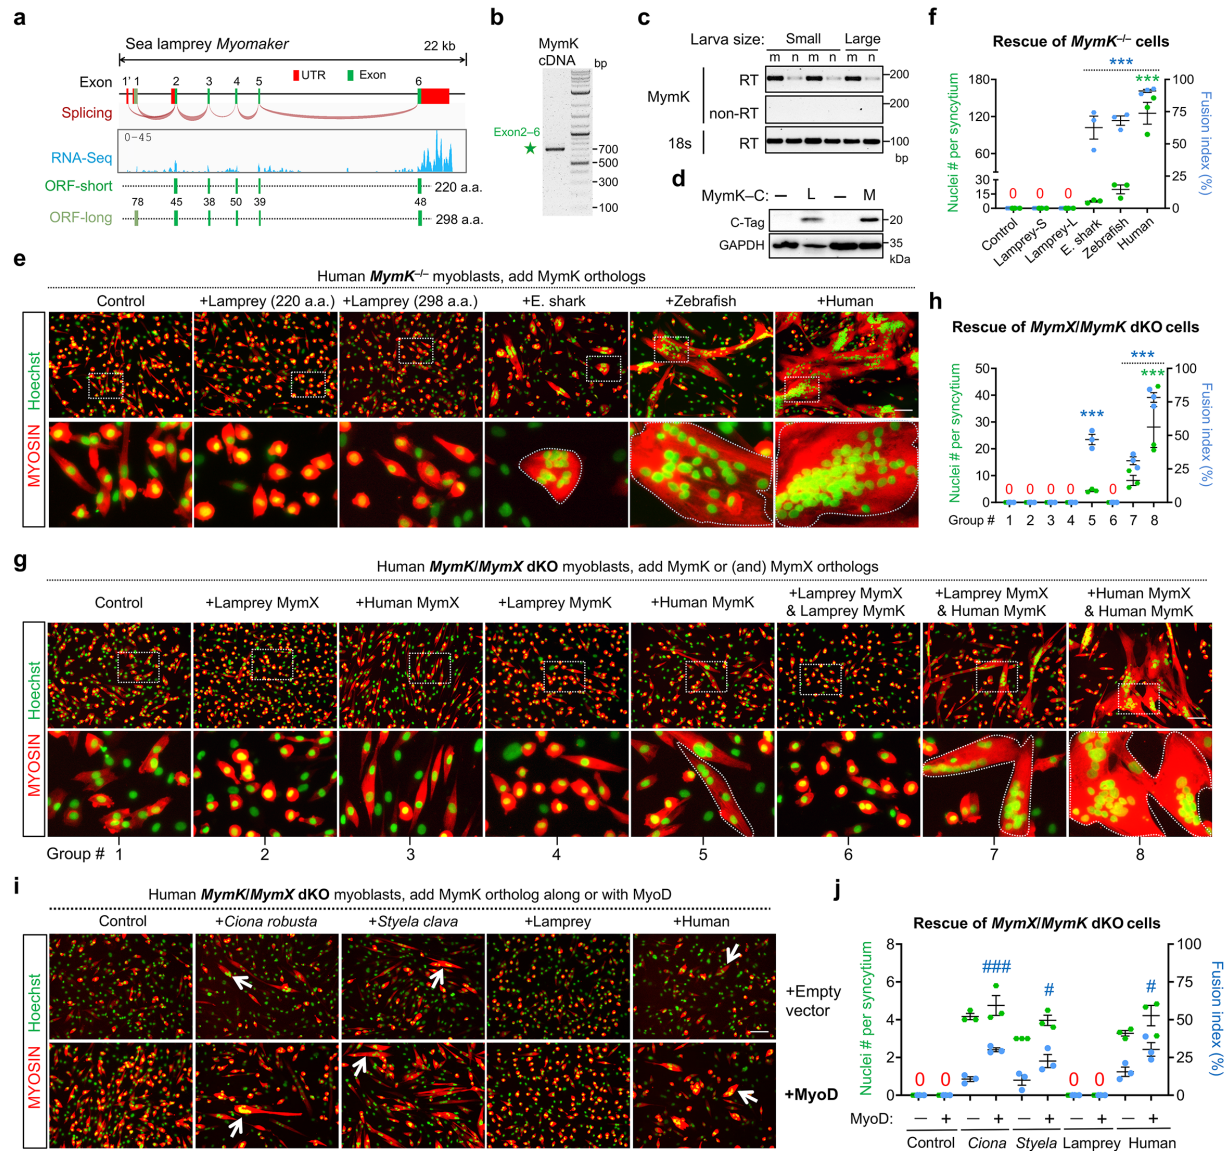 a
Sea lamprey Myomaker
22 kb
Exon 1' 1 2 3 4 5 6
UTR Exon
Splicing
0–45
RNA-Seq
ORF-short 220 a.a.
78 45 38 50 39 48
ORF-long 298 a.a.
b
MymK
cDNA bp
Exon2–6
★
700
500
300
100
c
Larva size: Small Large
m n m n m n
MymK
RT 200
non-RT 200
18s RT 100
bp
d
MymK–C: – L – M
C-Tag 20
GAPDH 35
kDa
e
Human MymK–/– myoblasts, add MymK orthologs
Control +Lamprey (220 a.a.) +Lamprey (298 a.a.) +E. shark +Zebrafish +Human
Hoechst
MYOSIN
f
Rescue of MymK–/– cells
***
***
Nuclei # per syncytium
180
120
60
30
15
0
0 0 0
100
75
50
25
0
Fusion index (%)
Control Lamprey-S Lamprey-L E. shark Zebrafish Human
g
Human MymK/MymX dKO myoblasts, add MymK or (and) MymX orthologs
Control +Lamprey MymX +Human MymX +Lamprey MymK +Human MymK +Lamprey MymX & Lamprey MymK +Lamprey MymX & Human MymK +Human MymX & Human MymK
Hoechst
MYOSIN
Group # 1 2 3 4 5 6 7 8
h
Rescue of MymX/MymK dKO cells
***
***
***
Nuclei # per syncytium
50
40
30
20
10
0
0 0 0 0 0
100
75
50
25
0
Fusion index (%)
Group # 1 2 3 4 5 6 7 8
i
Human MymK/MymX dKO myoblasts, add MymK ortholog along or with MyoD
Control +Ciona robusta +Styela clava +Lamprey +Human
Hoechst
MYOSIN
+Empty
vector
+MyoD
j
Rescue of MymX/MymK dKO cells
### # #
Nuclei # per syncytium
8
6
4
2
0
0 0 0 0
100
75
50
25
0
Fusion index (%)
MyoD: – + – + – + – + – +
Control Ciona Styela Lamprey Human